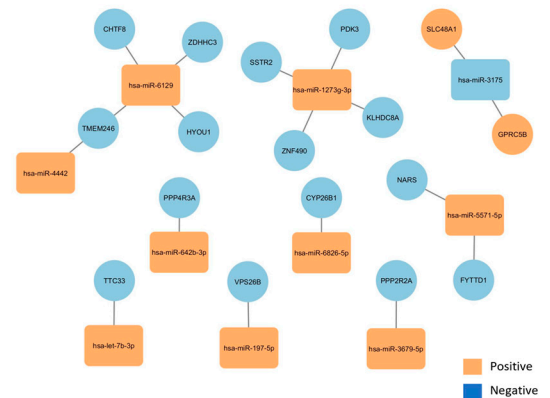 CHTF8
ZDHHC3
PDK3
SLC48A1
SSTR2
hsa-miR-6129
hsa-miR-1273g-3p
hsa-miR-3175
TMEM246
HYOU1
KLHDC8A
GPRC5B
ZNF490
hsa-miR-4442
NARS
PPP4R3A
CYP26B1
hsa-miR-5571-5p
hsa-miR-642b-3p
hsa-miR-6826-5p
TTC33
VPS26B
PPP2R2A
FYTTD1
hsa-let-7b-3p
hsa-miR-197-5p
hsa-miR-3679-5p
Positive
Negative